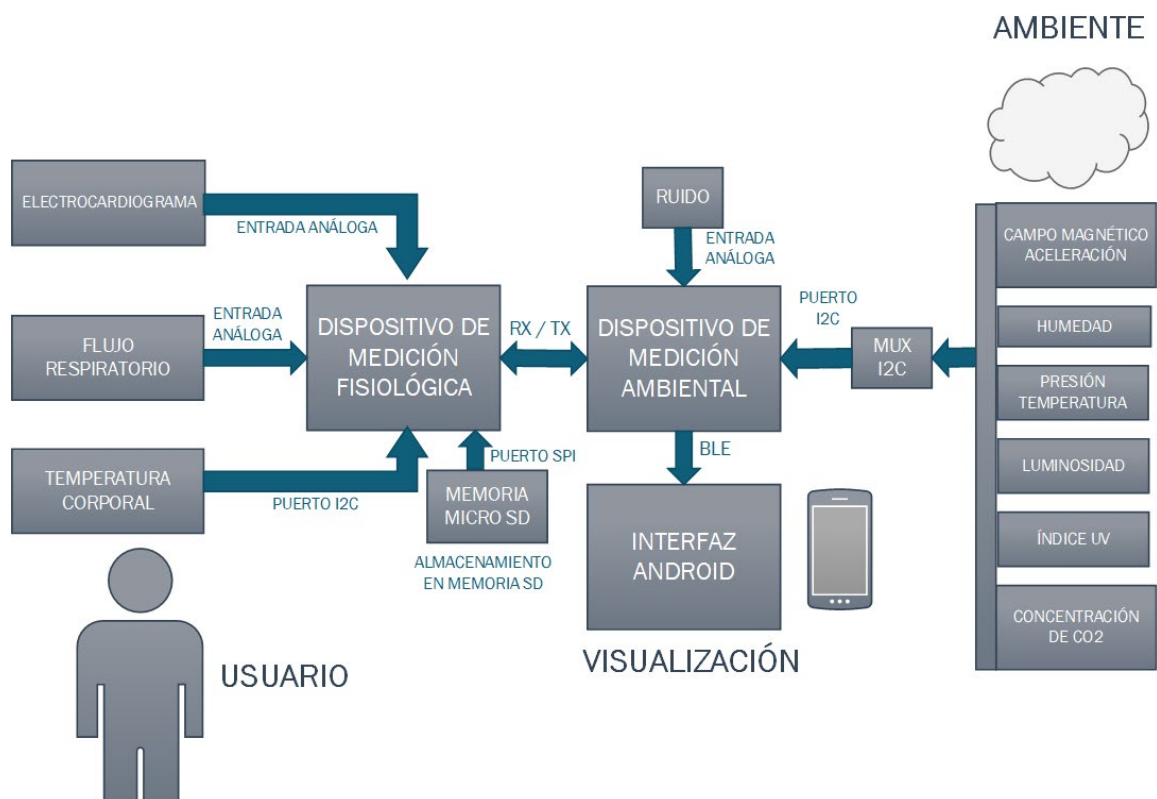 AMBIENTE
ELECTROCARDIOGRAMA
ENTRADA ANÁLOGA
FLUJO
RESPIRATORIO
ENTRADA
ANÁLOGA
TEMPERATURA
CORPORAL
PUERTO I2C
DISPOSITIVO DE
MEDICIÓN
FISIOLÓGICA
PUERTO SPI
MEMORIA
MICRO SD
ALMACENAMIENTO
EN MEMORIA SD
USUARIO
RX / TX
RUIDO
ENTRADA
ANÁLOGA
DISPOSITIVO DE
MEDICIÓN
AMBIENTAL
BLE
INTERFAZ
ANDROID
VISUALIZACIÓN
PUERTO
I2C
MUX
I2C
CAMPO MAGNÉTICO
ACELERACIÓN
HUMEDAD
PRESIÓN
TEMPERATURA
LUMINOSIDAD
ÍNDICE UV
CONCENTRACIÓN
DE CO2